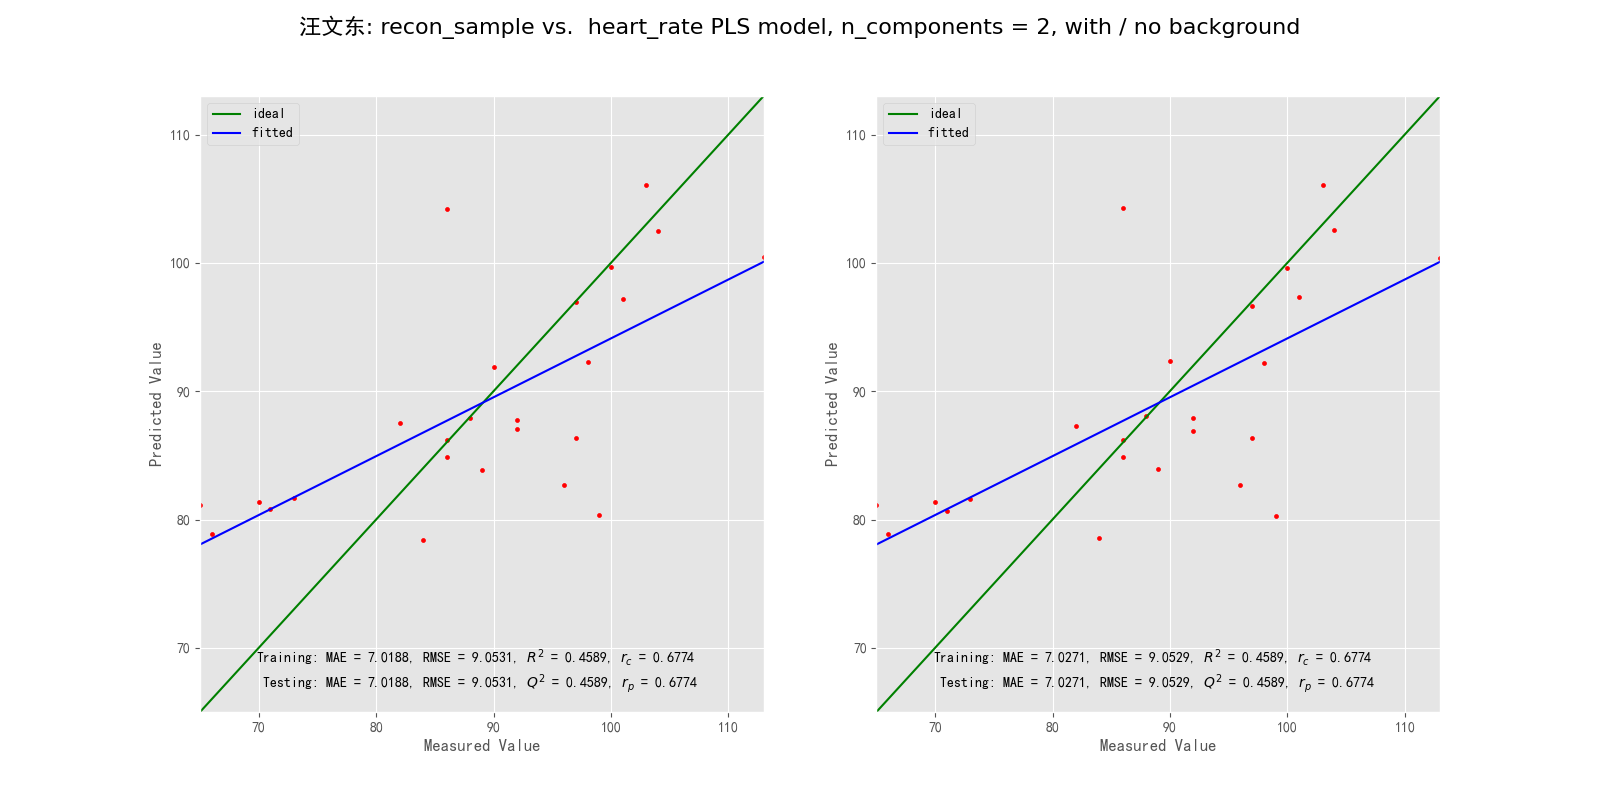 汪文东: recon_sample vs.  heart_rate PLS model, n_components = 2, with / no background
ideal
fitted
110
100
90
80
70
Predicted Value
Training: MAE = 7.0188, RMSE = 9.0531, R² = 0.4589, r_c = 0.6774
Testing: MAE = 7.0188, RMSE = 9.0531, Q² = 0.4589, r_p = 0.6774
70 80 90 100 110
Measured Value
ideal
fitted
110
100
90
80
70
Predicted Value
Training: MAE = 7.0271, RMSE = 9.0529, R² = 0.4589, r_c = 0.6774
Testing: MAE = 7.0271, RMSE = 9.0529, Q² = 0.4589, r_p = 0.6774
70 80 90 100 110
Measured Value